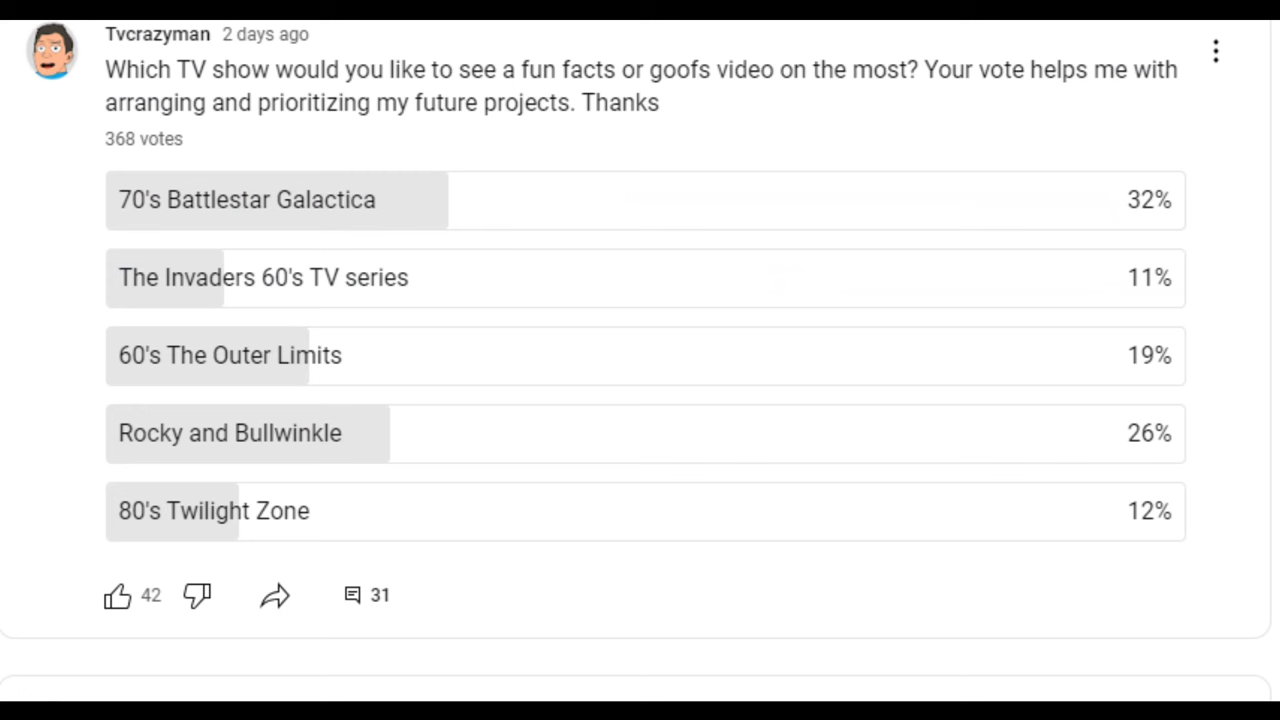 Tvcrazyman 2 days ago
Which TV show would you like to see a fun facts or goofs video on the most? Your vote helps me with
arranging and prioritizing my future projects. Thanks
368 votes
70's Battlestar Galactica 32%
The Invaders 60's TV series 11%
60's The Outer Limits 19%
Rocky and Bullwinkle 26%
80's Twilight Zone 12%
42 31